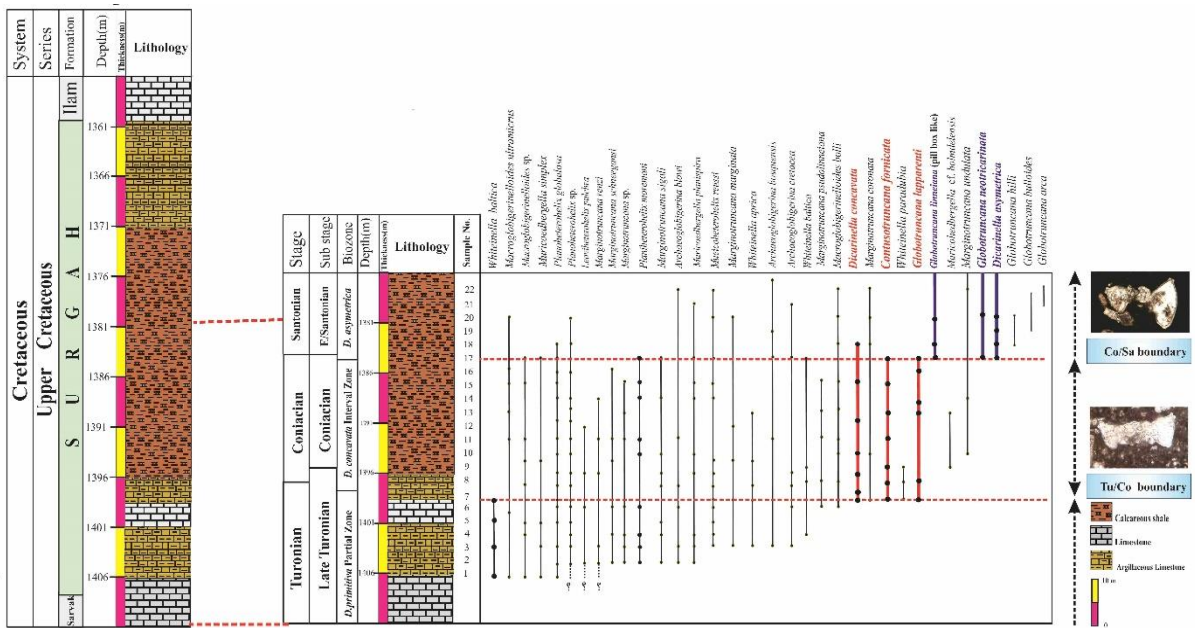 System
Series
Formation
Depth(m)
Thickness(m)
Lithology
Cretaceous
Upper Cretaceous
Ilam
S U R G A H
Sarvak
1361
1366
1371
1376
1381
1386
1391
1396
1401
1406
Stage
Sub stage
Biozone
Depth(m)
Thickness(m)
Lithology
Sample No.
Santonian
Coniacian
Turonian
E/Santonian
Coniacian
Late Turonian
D. asymetrica
D. concavata Interval Zone
D.primitiva Partial Zone
1396
1401
22
21
20
19
18
17
16
15
14
13
12
11
10
9
8
7
6
5
4
3
2
1
Whiteinella baltica
Macroglobigerinelloides ultramicrus
Macroglobigerinelloides sp.
Muricohedbergella simplex
Planoheterohelix globulosa
Planoheterohelix sp.
Laeviheterohelix pulchra
Marginotruncana renzi
Marginotruncana schneegansi
Marginotruncana sp.
Planoheterohelix moremani
Marginotruncana sigali
Archaeoglobigerina blowi
Muricohedbergella planispira
Marginotruncana marginata
Whiteinella aprica
Archaeoglobigerina bosquensis
Archaeoglobigerina cretacea
Whiteinella baltica
Marginotruncana pseudolinneiana
Macroglobigerinelloides bolli
Dicarinella concavata
Marginotruncana coronata
Contusotruncana fornicata
Whiteinella paradubia
Globotruncana lapparenti
Globotruncana linneiana (pill box like)
Marginotruncana undulata
Globotruncana neotricarinata
Dicarinella asymetrica
Globotruncana hilli
Globotruncana bulloides
Globotruncana arca
? ? ?
Co/Sa boundary
Tu/Co boundary
Calcareous shale
Limestone
Argillaceous Limestone
10 m
0